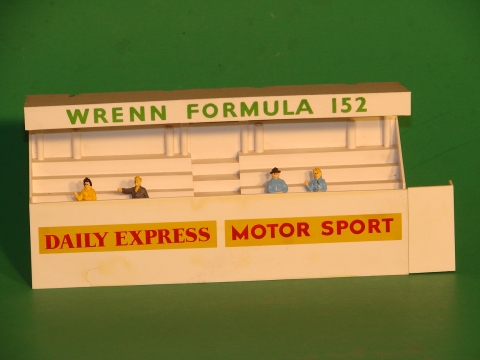 WRENN FORMULA 152
DAILY EXPRESS MOTOR SPORT